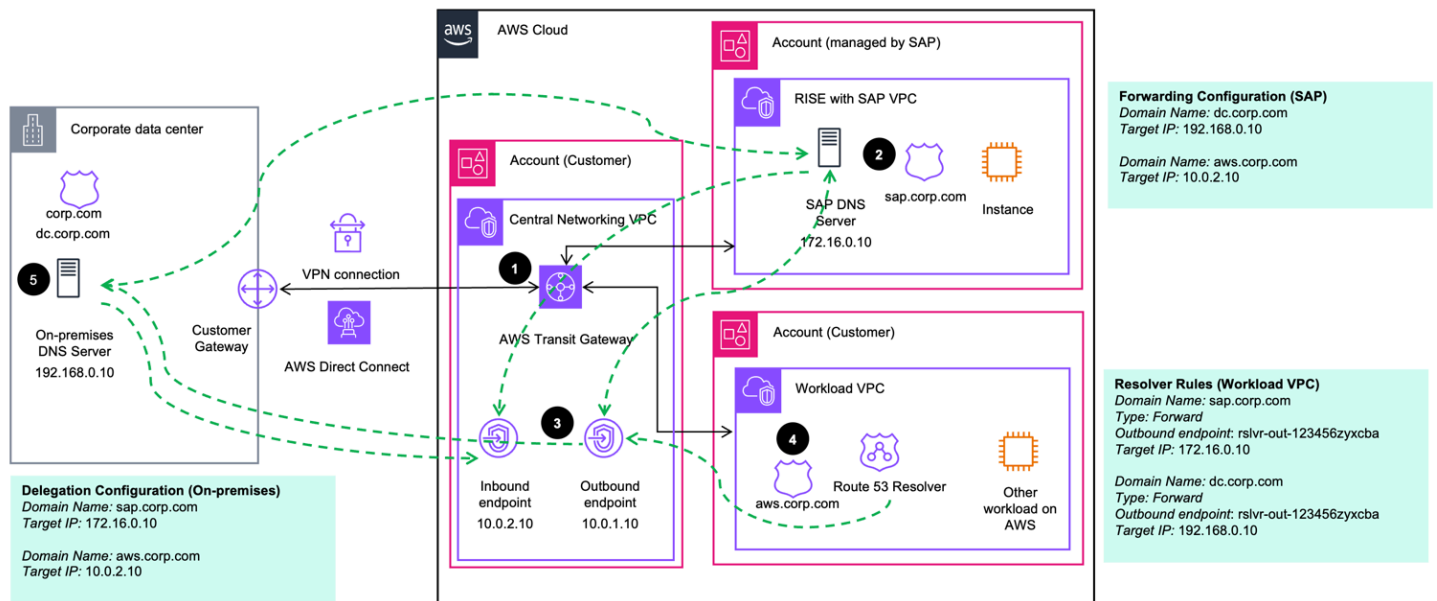 aws
AWS Cloud
Account (managed by SAP)
RISE with SAP VPC
2
SAP DNS
Server
172.16.0.10
sap.corp.com
Instance
Forwarding Configuration (SAP)
Domain Name: dc.corp.com
Target IP: 192.168.0.10
Domain Name: aws.corp.com
Target IP: 10.0.2.10
Corporate data center
corp.com
dc.corp.com
5
On-premises
DNS Server
192.168.0.10
Customer
Gateway
VPN connection
AWS Direct Connect
Account (Customer)
Central Networking VPC
1
AWS Transit Gateway
3
Inbound
endpoint
10.0.2.10
Outbound
endpoint
10.0.1.10
Account (Customer)
Workload VPC
4
aws.corp.com
Route 53 Resolver
Other
workload on
AWS
Resolver Rules (Workload VPC)
Domain Name: sap.corp.com
Type: Forward
Outbound endpoint: rslvr-out-123456zyxcba
Target IP: 172.16.0.10
Domain Name: dc.corp.com
Type: Forward
Outbound endpoint: rslvr-out-123456zyxcba
Target IP: 192.168.0.10
Delegation Configuration (On-premises)
Domain Name: sap.corp.com
Target IP: 172.16.0.10
Domain Name: aws.corp.com
Target IP: 10.0.2.10